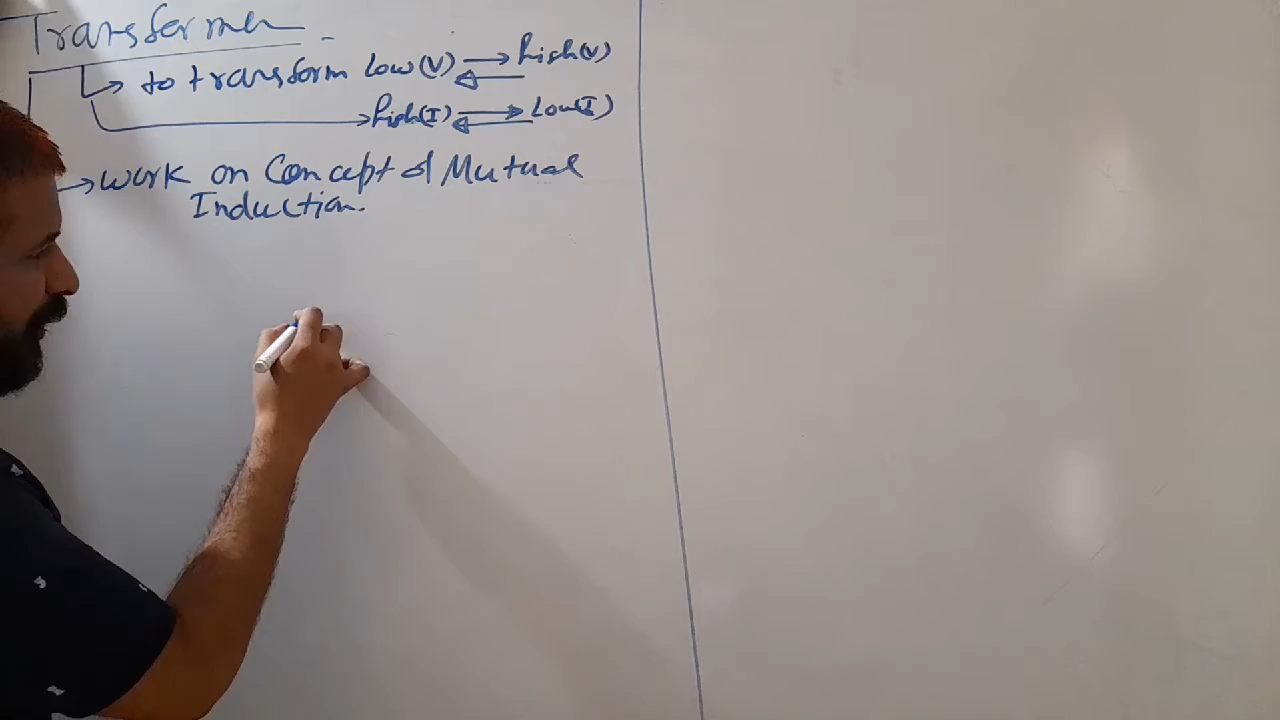 Transformer
to transform Low(V) ⇌ high(V)
high(I) ⇌ Low(I)
Work on Concept of Mutual
Induction.